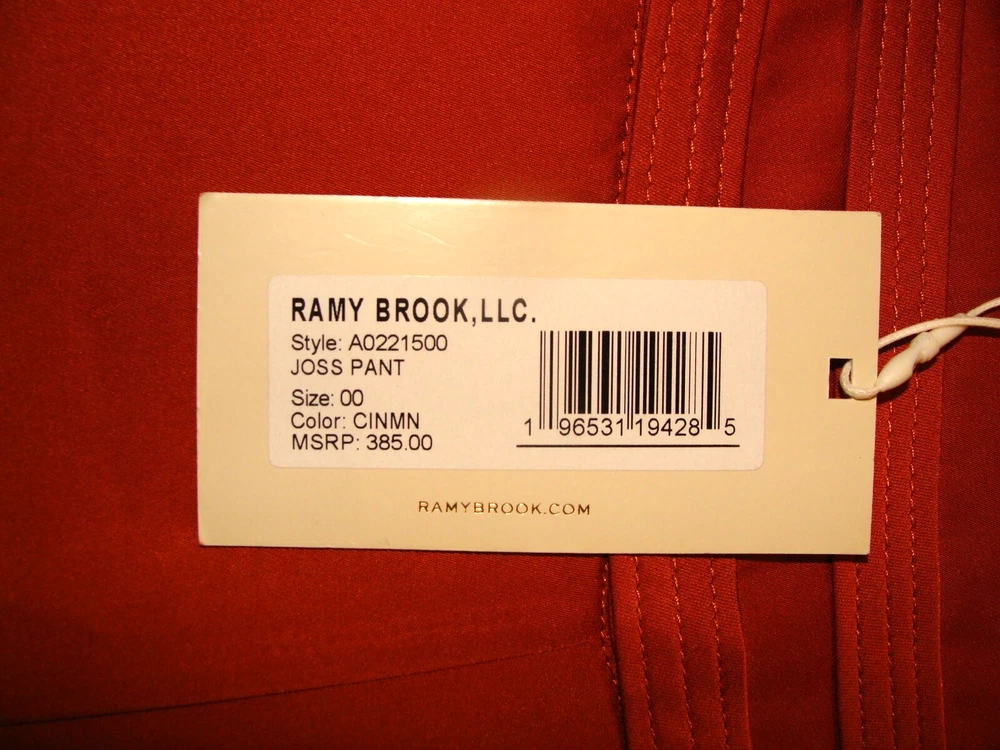 RAMY BROOK,LLC.
Style: A0221500
JOSS PANT
Size: 00
Color: CINMN
MSRP: 385.00
1 96531 19428 5
RAMYBROOK.COM